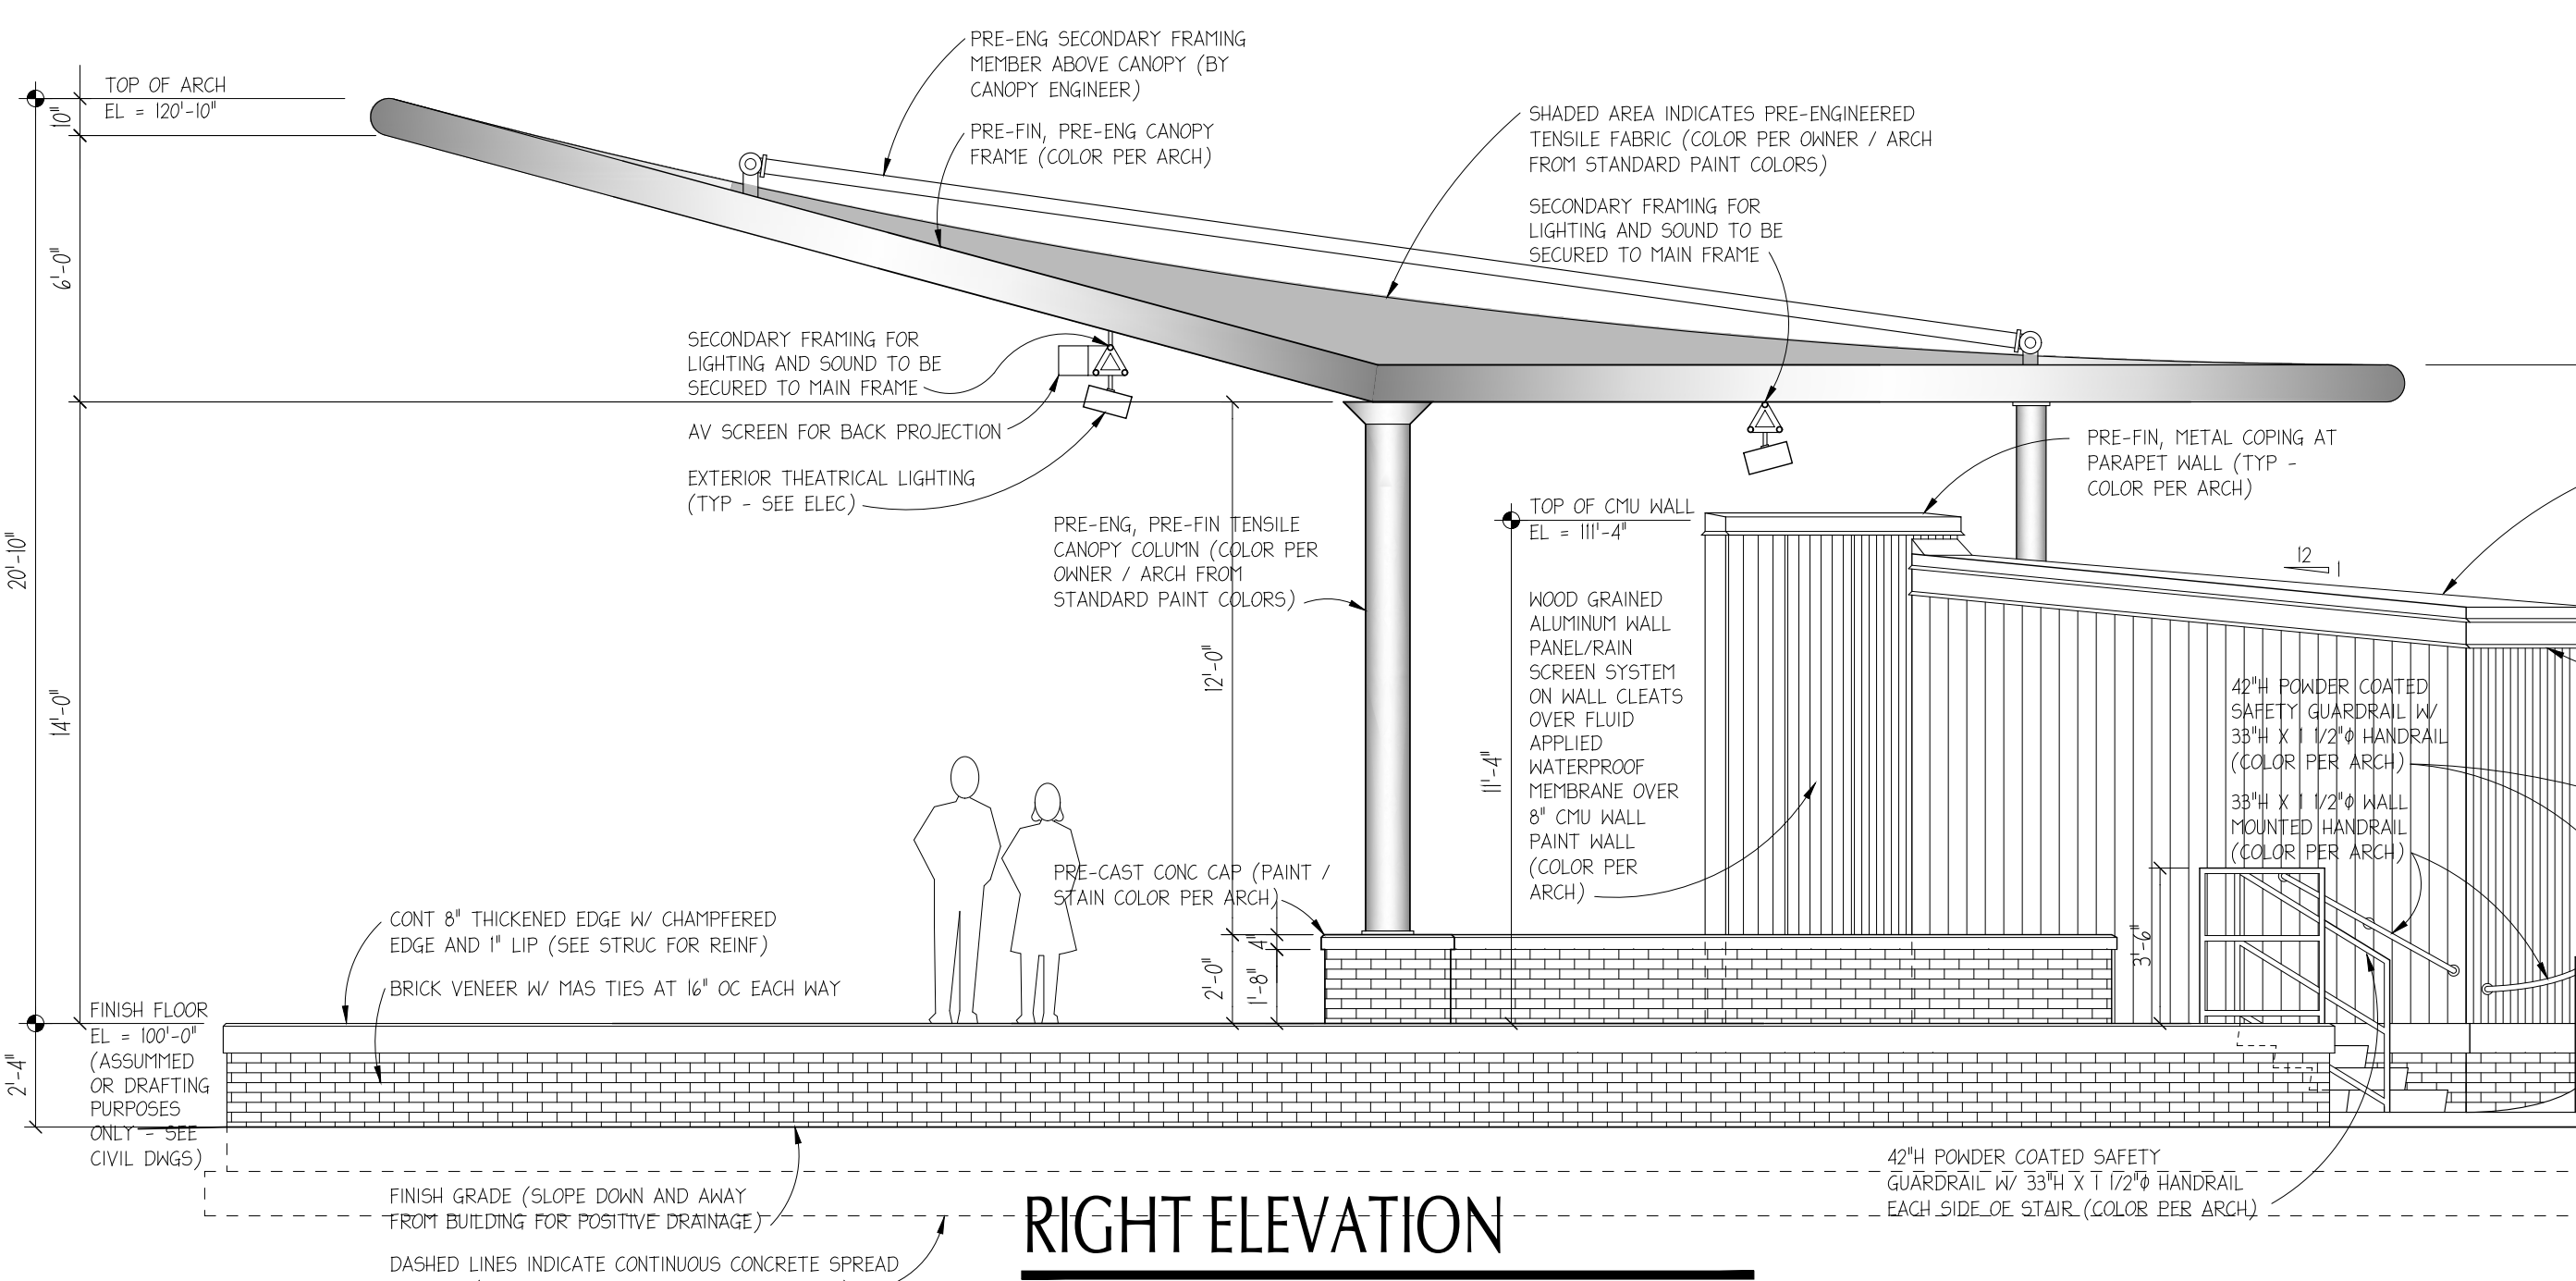 PRE-ENG SECONDARY FRAMING
MEMBER ABOVE CANOPY (BY
CANOPY ENGINEER)
PRE-FIN, PRE-ENG CANOPY
FRAME (COLOR PER ARCH)
TOP OF ARCH
EL = 120'-10"
10"
6'-0"
20'-10"
14'-0"
SHADED AREA INDICATES PRE-ENGINEERED
TENSILE FABRIC (COLOR PER OWNER / ARCH
FROM STANDARD PAINT COLORS)
SECONDARY FRAMING FOR
LIGHTING AND SOUND TO BE
SECURED TO MAIN FRAME
SECONDARY FRAMING FOR
LIGHTING AND SOUND TO BE
SECURED TO MAIN FRAME
AV SCREEN FOR BACK PROJECTION
EXTERIOR THEATRICAL LIGHTING
(TYP - SEE ELEC)
PRE-ENG, PRE-FIN TENSILE
CANOPY COLUMN (COLOR PER
OWNER / ARCH FROM
STANDARD PAINT COLORS)
12'-0"
TOP OF CMU WALL
EL = 111'-4"
11'-4"
WOOD GRAINED
ALUMINUM WALL
PANEL/RAIN
SCREEN SYSTEM
ON WALL CLEATS
OVER FLUID
APPLIED
WATERPROOF
MEMBRANE OVER
8" CMU WALL
PAINT WALL
(COLOR PER
ARCH)
PRE-FIN, METAL COPING AT
PARAPET WALL (TYP -
COLOR PER ARCH)
12
1
42"H POWDER COATED
SAFETY GUARDRAIL W/
33"H X 1 1/2"φ HANDRAIL
(COLOR PER ARCH)
33"H X 1 1/2"φ WALL
MOUNTED HANDRAIL
(COLOR PER ARCH)
3'-6"
PRE-CAST CONC CAP (PAINT /
STAIN COLOR PER ARCH)
4"
2'-0"
1'-8"
CONT 8" THICKENED EDGE W/ CHAMPFERED
EDGE AND 1" LIP (SEE STRUC FOR REINF)
BRICK VENEER W/ MAS TIES AT 16" OC EACH WAY
FINISH FLOOR
EL = 100'-0"
(ASSUMMED
OR DRAFTING
PURPOSES
ONLY - SEE
CIVIL DWGS)
2'-4"
FINISH GRADE (SLOPE DOWN AND AWAY
FROM BUILDING FOR POSITIVE DRAINAGE)
DASHED LINES INDICATE CONTINUOUS CONCRETE SPREAD
42"H POWDER COATED SAFETY
GUARDRAIL W/ 33"H X 1 1/2"φ HANDRAIL
EACH SIDE OF STAIR (COLOR PER ARCH)
RIGHT ELEVATION